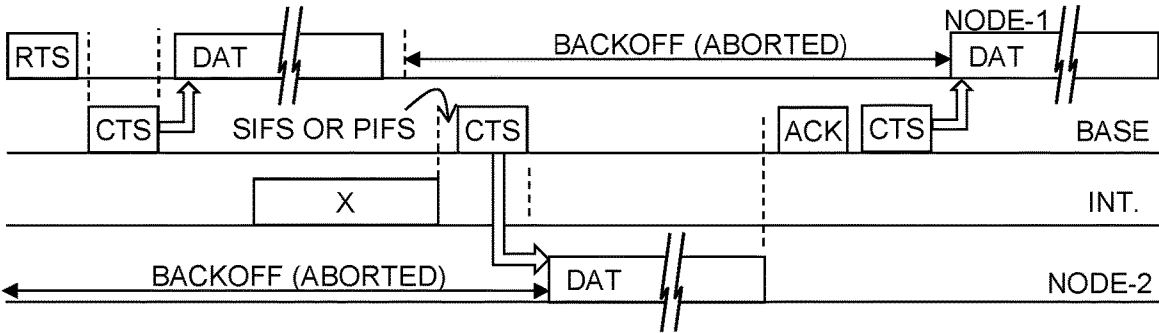 NODE-1
RTS
DAT
BACKOFF (ABORTED)
DAT
CTS
SIFS OR PIFS
CTS
ACK
CTS
BASE
X
INT.
BACKOFF (ABORTED)
DAT
NODE-2